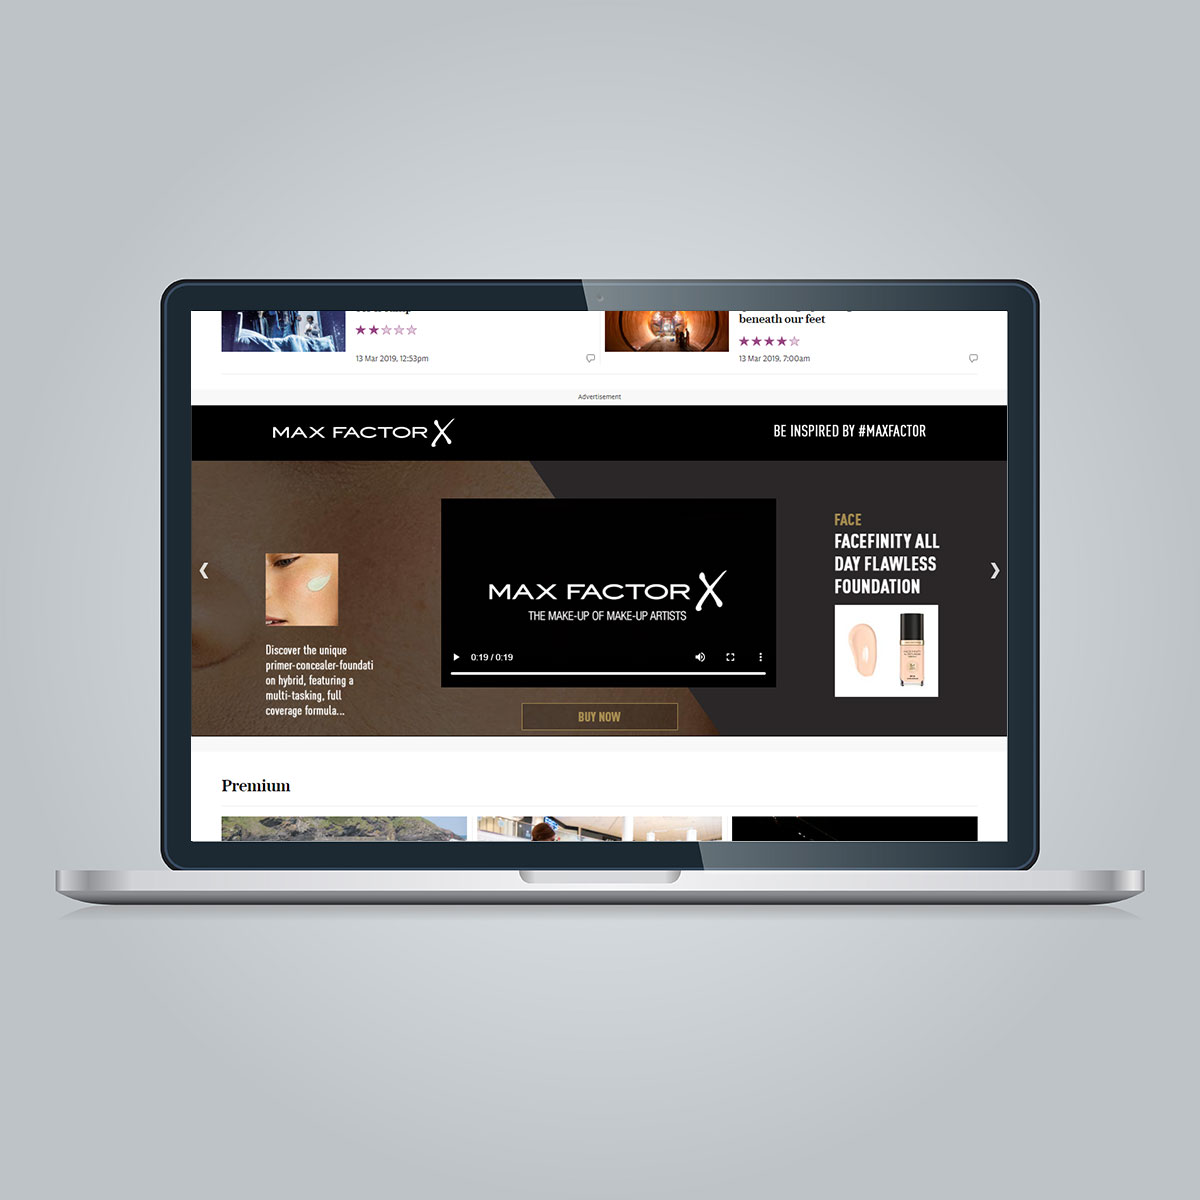 beneath our feet
13 Mar 2019, 12:53pm
13 Mar 2019, 7:00am
Advertisement
MAX FACTOR X
BE INSPIRED BY #MAXFACTOR
Discover the unique
primer-concealer-foundati
on hybrid, featuring a
multi-tasking, full
coverage formula...
MAX FACTOR X
THE MAKE-UP OF MAKE-UP ARTISTS
0:19 / 0:19
BUY NOW
FACE
FACEFINITY ALL
DAY FLAWLESS
FOUNDATION
Premium